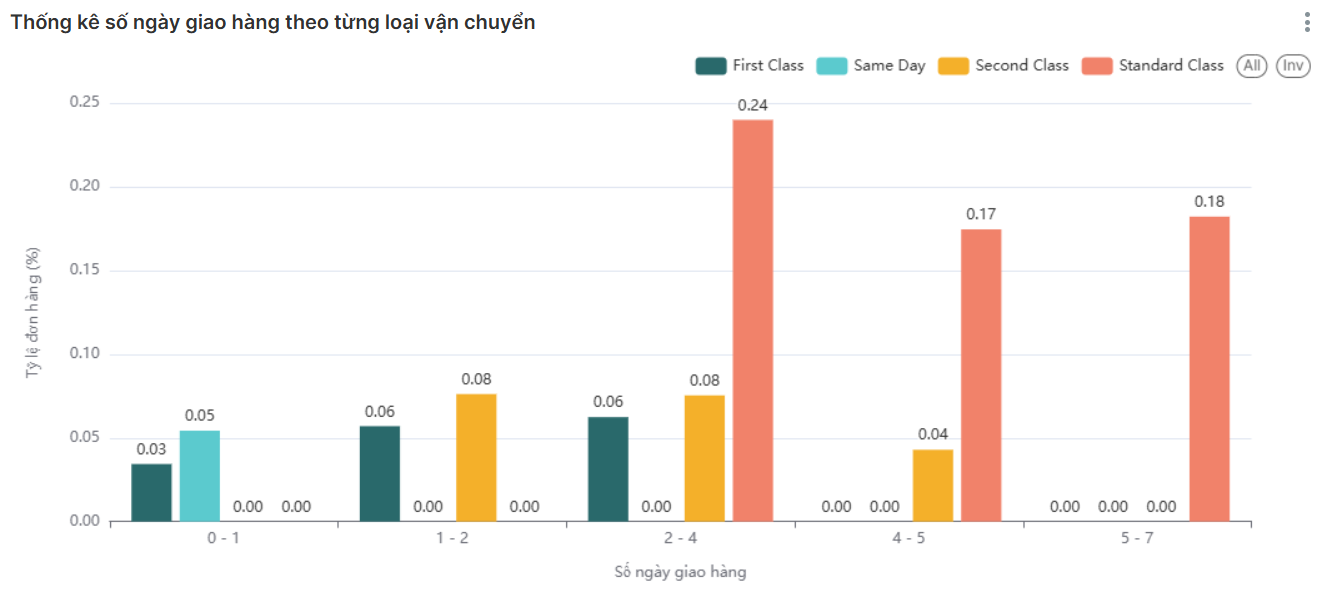 Thống kê số ngày giao hàng theo từng loại vận chuyển
First Class Same Day Second Class Standard Class All Inv
Tỷ lệ đơn hàng (%)
0.25
0.20
0.15
0.10
0.05
0.00
0.03 0.05 0.00 0.00
0.06 0.00 0.08 0.00
0.06 0.00 0.08 0.24
0.00 0.00 0.04 0.17
0.00 0.00 0.00 0.18
0 - 1 1 - 2 2 - 4 4 - 5 5 - 7
Số ngày giao hàng